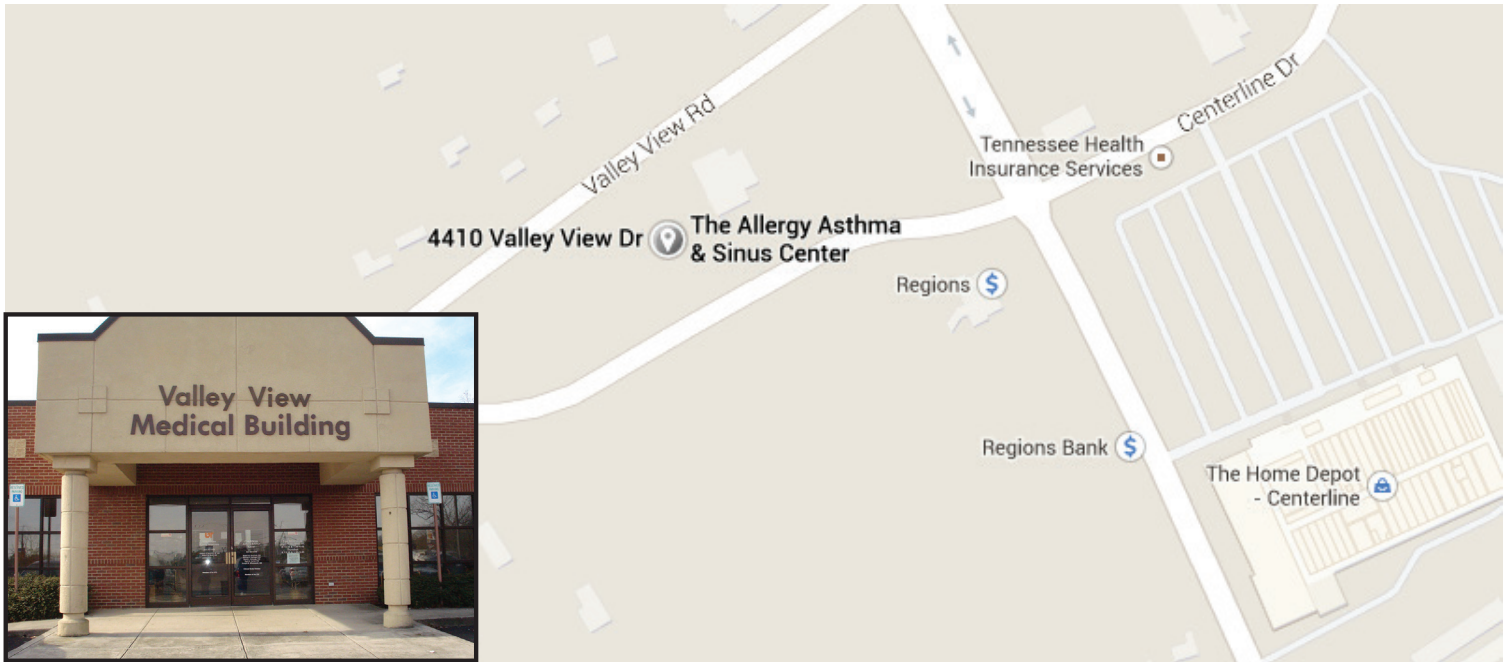 Valley View Rd
Centerline Dr
Tennessee Health
Insurance Services
4410 Valley View Dr
The Allergy Asthma
& Sinus Center
Regions
$
Valley View
Medical Building
Regions Bank
$
The Home Depot
- Centerline